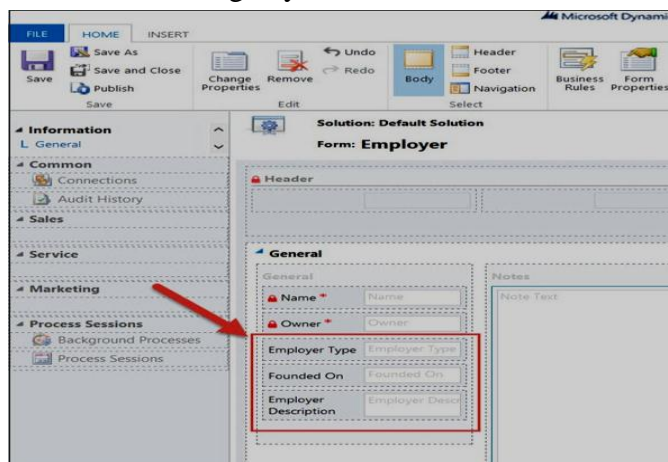 Microsoft Dynami
FILE HOME INSERT
Save
Save As
Save and Close
Publish
Save
Change Properties
Remove
Undo
Redo
Edit
Body
Header
Footer
Navigation
Select
Business Rules
Form Properties
Information
General
Common
Connections
Audit History
Sales
Service
Marketing
Process Sessions
Background Processes
Process Sessions
Solution: Default Solution
Form: Employer
Header
General
General
Name * Name
Owner * Owner
Employer Type Employer Type
Founded On Founded On
Employer Description Employer Descr
Notes
Note Text